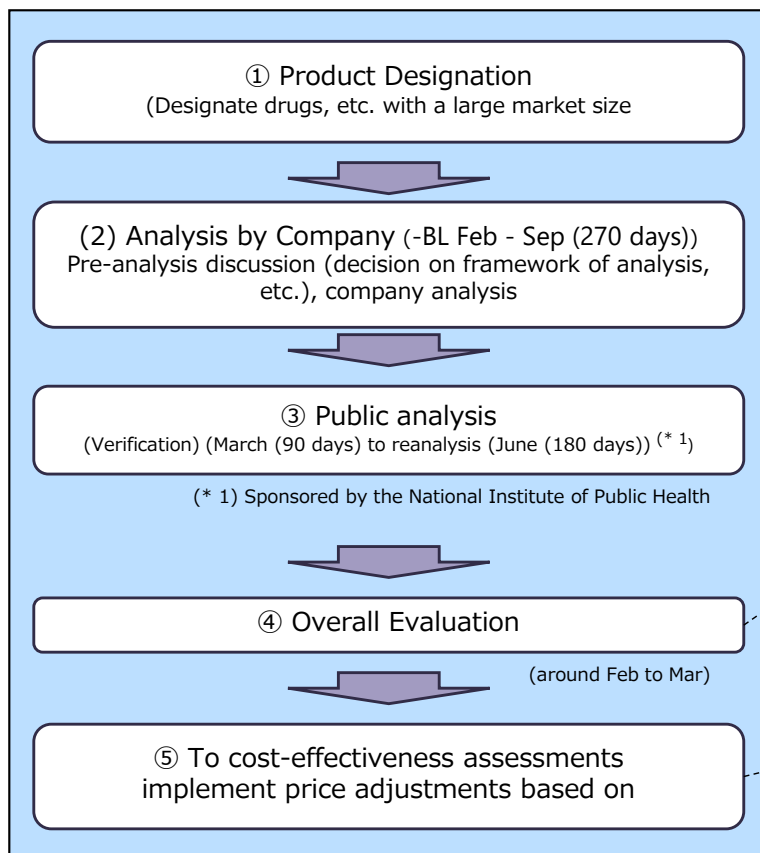 ① Product Designation
(Designate drugs, etc. with a large market size
(2) Analysis by Company (-BL Feb - Sep (270 days))
Pre-analysis discussion (decision on framework of analysis,
etc.), company analysis
③ Public analysis
(Verification) (March (90 days) to reanalysis (June (180 days)) (* 1)
(* 1) Sponsored by the National Institute of Public Health
④ Overall Evaluation
(around Feb to Mar)
⑤ To cost-effectiveness assessments
implement price adjustments based on